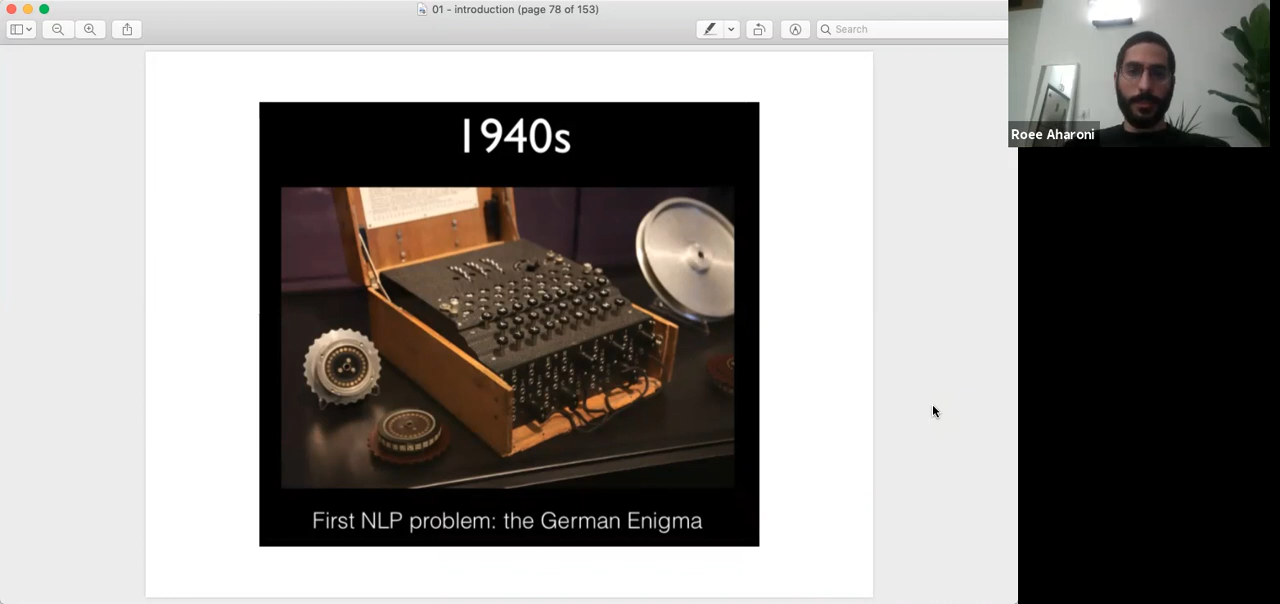 01 - introduction (page 78 of 153)
Search
Roee Aharoni
1940s
First NLP problem: the German Enigma